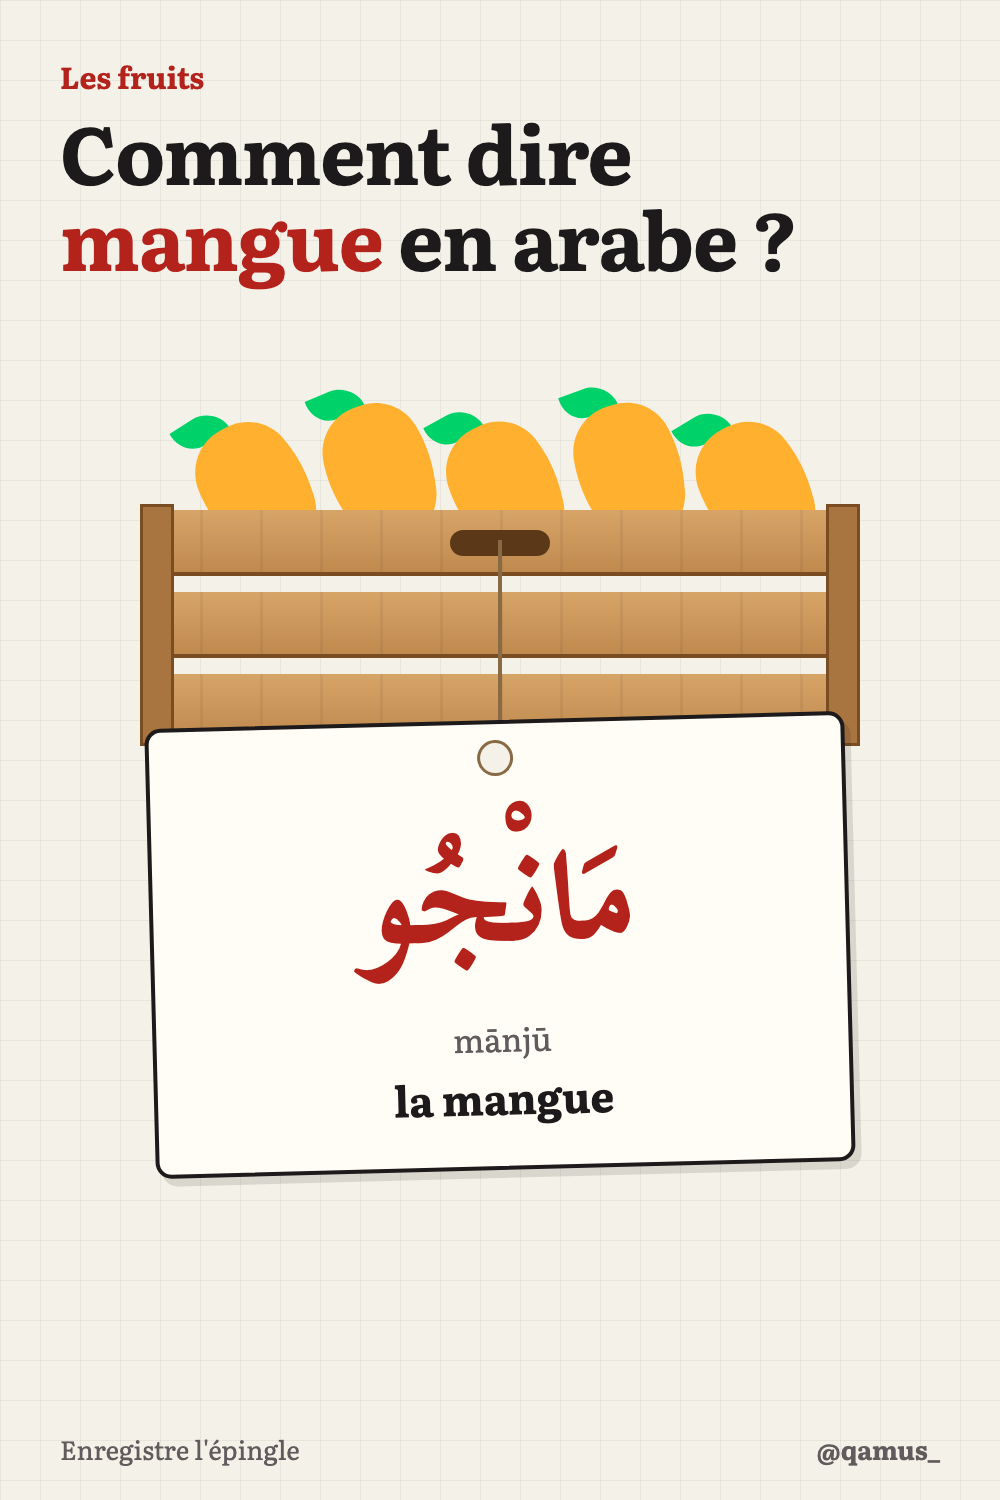 Les fruits
Comment dire
mangue en arabe ?
مَانْجُو
mānjū
la mangue
Enregistre l'épingle
@qamus_